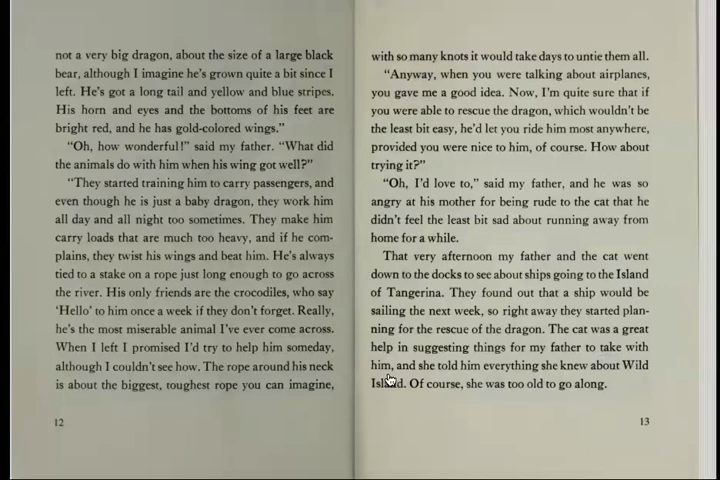 not a very big dragon, about the size of a large black
bear, although I imagine he's grown quite a bit since I
left. He's got a long tail and yellow and blue stripes.
His horn and eyes and the bottoms of his feet are
bright red, and he has gold-colored wings."
"Oh, how wonderful!" said my father. "What did
the animals do with him when his wing got well?"
"They started training him to carry passengers, and
even though he is just a baby dragon, they work him
all day and all night too sometimes. They make him
carry loads that are much too heavy, and if he com-
plains, they twist his wings and beat him. He's always
tied to a stake on a rope just long enough to go across
the river. His only friends are the crocodiles, who say
'Hello' to him once a week if they don't forget. Really,
he's the most miserable animal I've ever come across.
When I left I promised I'd try to help him someday,
although I couldn't see how. The rope around his neck
is about the biggest, toughest rope you can imagine,
12
with so many knots it would take days to untie them all.
"Anyway, when you were talking about airplanes,
you gave me a good idea. Now, I'm quite sure that if
you were able to rescue the dragon, which wouldn't be
the least bit easy, he'd let you ride him most anywhere,
provided you were nice to him, of course. How about
trying it?"
"Oh, I'd love to," said my father, and he was so
angry at his mother for being rude to the cat that he
didn't feel the least bit sad about running away from
home for a while.
That very afternoon my father and the cat went
down to the docks to see about ships going to the Island
of Tangerina. They found out that a ship would be
sailing the next week, so right away they started plan-
ning for the rescue of the dragon. The cat was a great
help in suggesting things for my father to take with
him, and she told him everything she knew about Wild
Island. Of course, she was too old to go along.
13